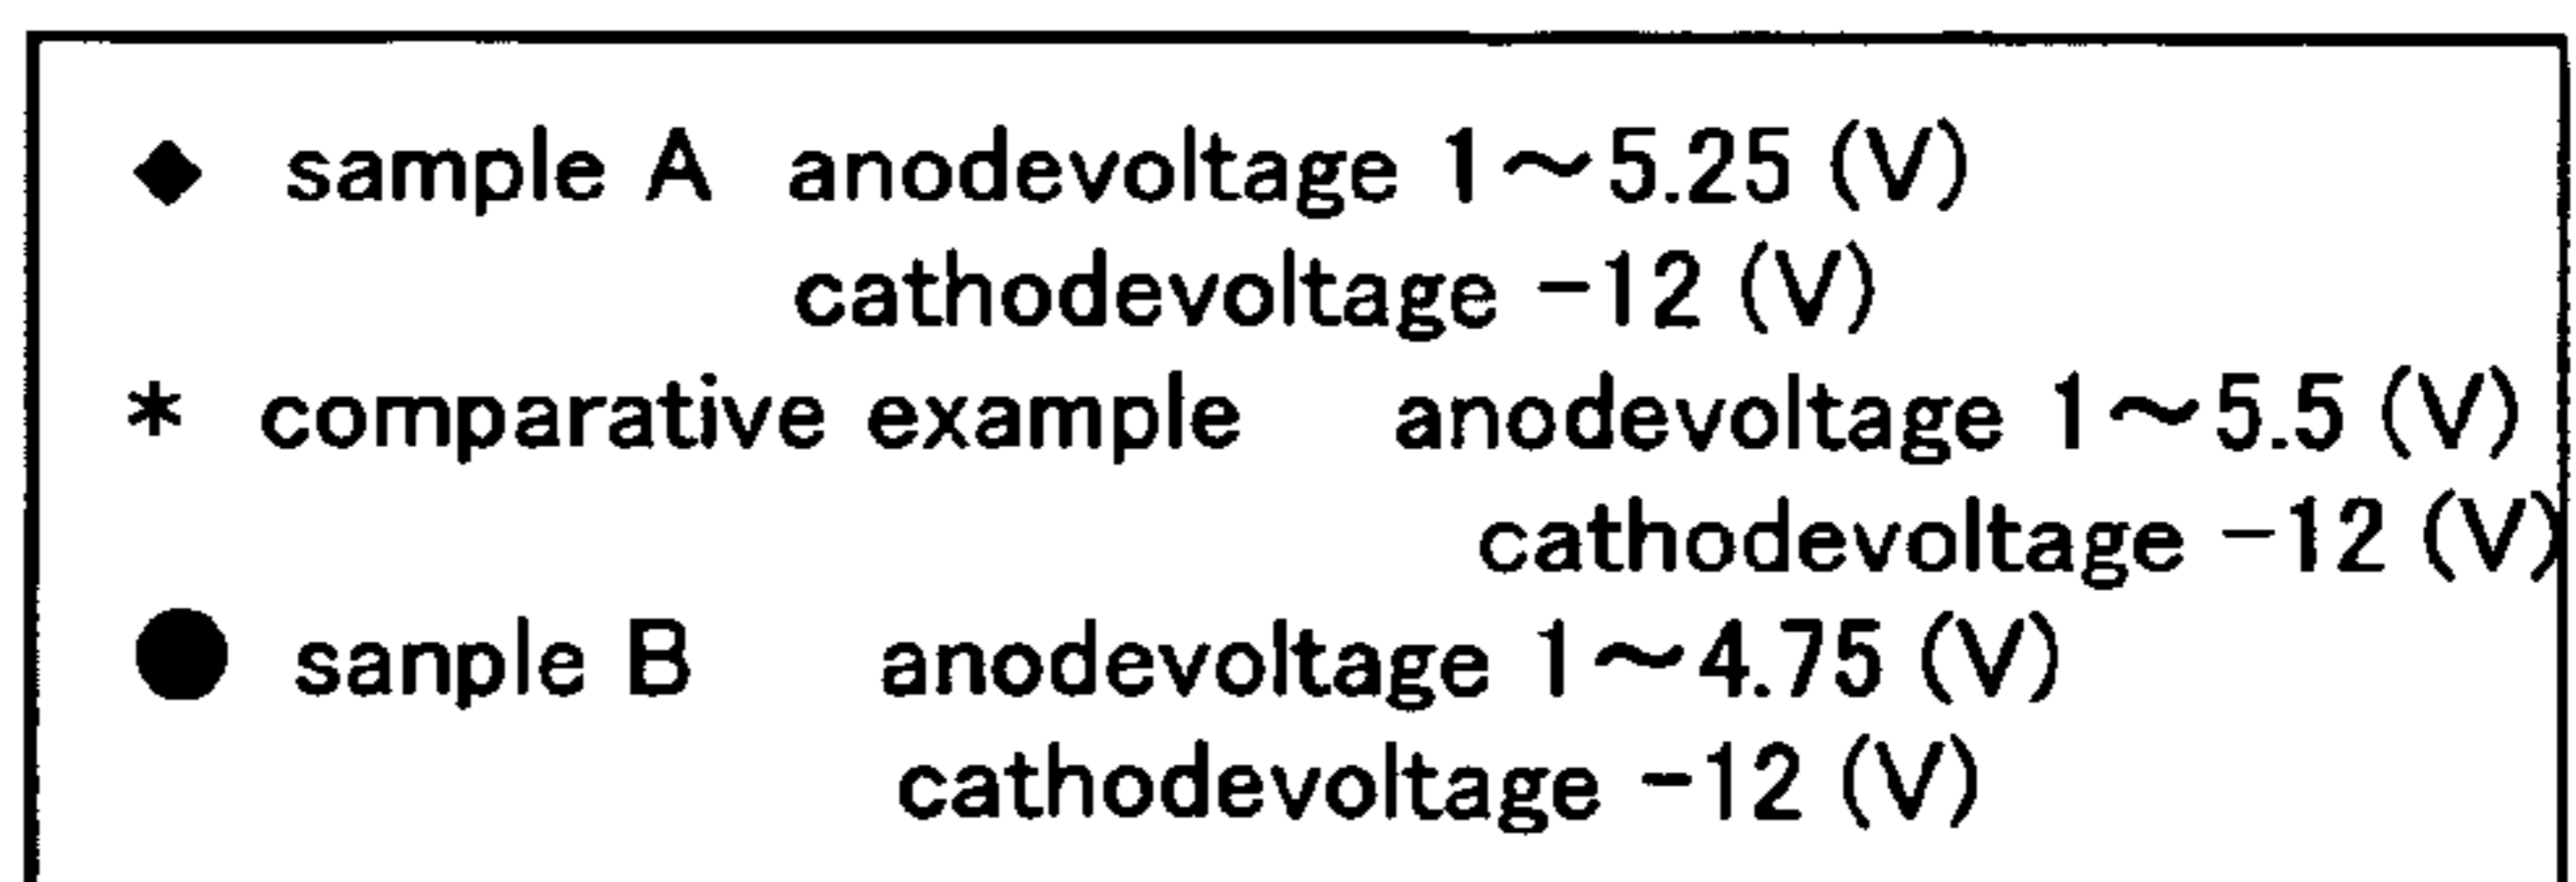 ◆ sample A anodevoltage 1～5.25 (V)
cathodevoltage −12 (V)
* comparative example anodevoltage 1～5.5 (V)
cathodevoltage −12 (V)
● sanple B anodevoltage 1～4.75 (V)
cathodevoltage −12 (V)